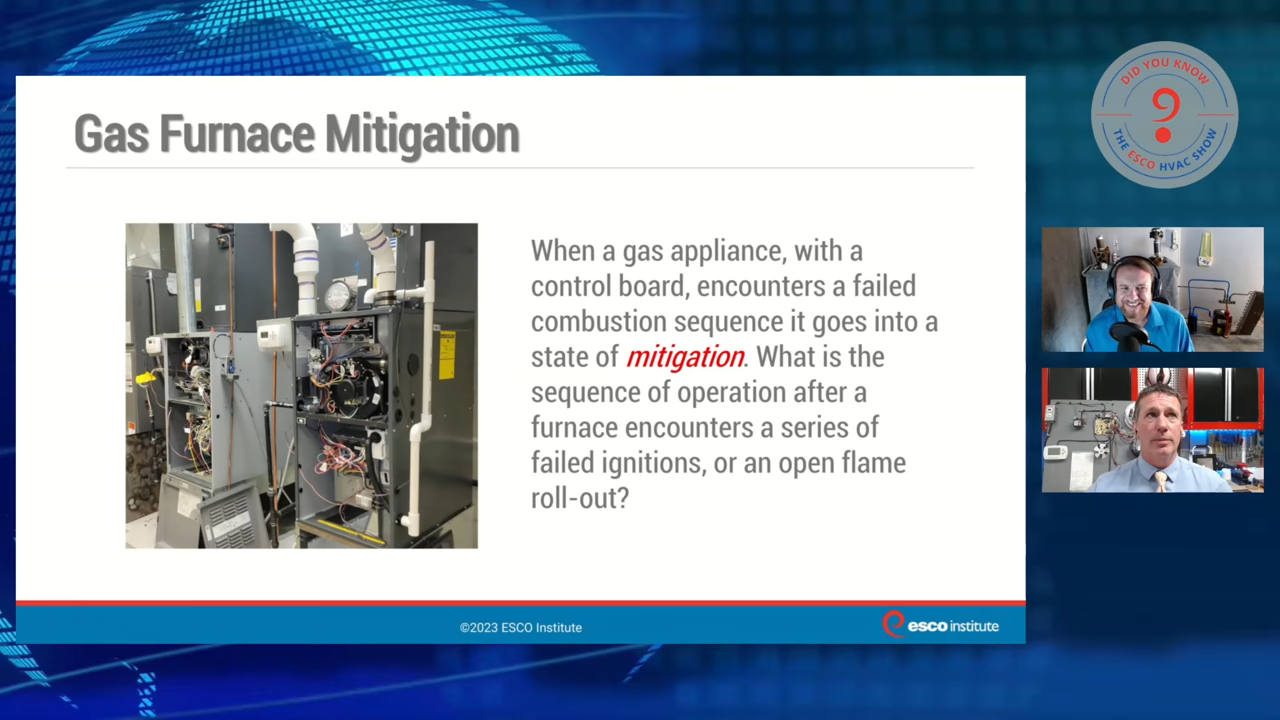 Gas Furnace Mitigation
When a gas appliance, with a
control board, encounters a failed
combustion sequence it goes into a
state of mitigation. What is the
sequence of operation after a
furnace encounters a series of
failed ignitions, or an open flame
roll-out?
©2023 ESCO Institute
esco institute
DID YOU KNOW
?
THE ESCO HVAC SHOW